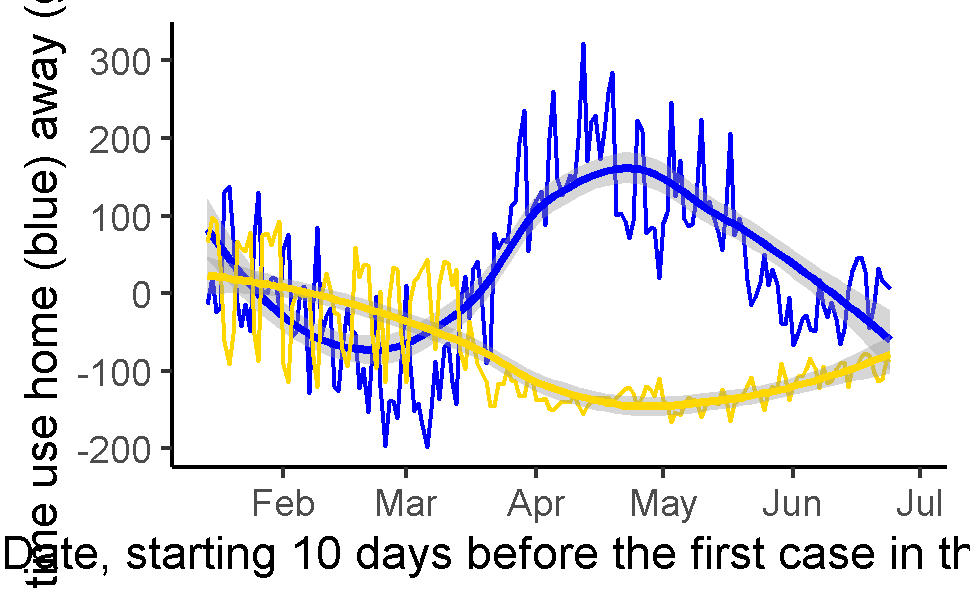 time use home (blue) away (
300
200
100
0
-100
-200
Feb Mar Apr May Jun Jul
Date, starting 10 days before the first case in th